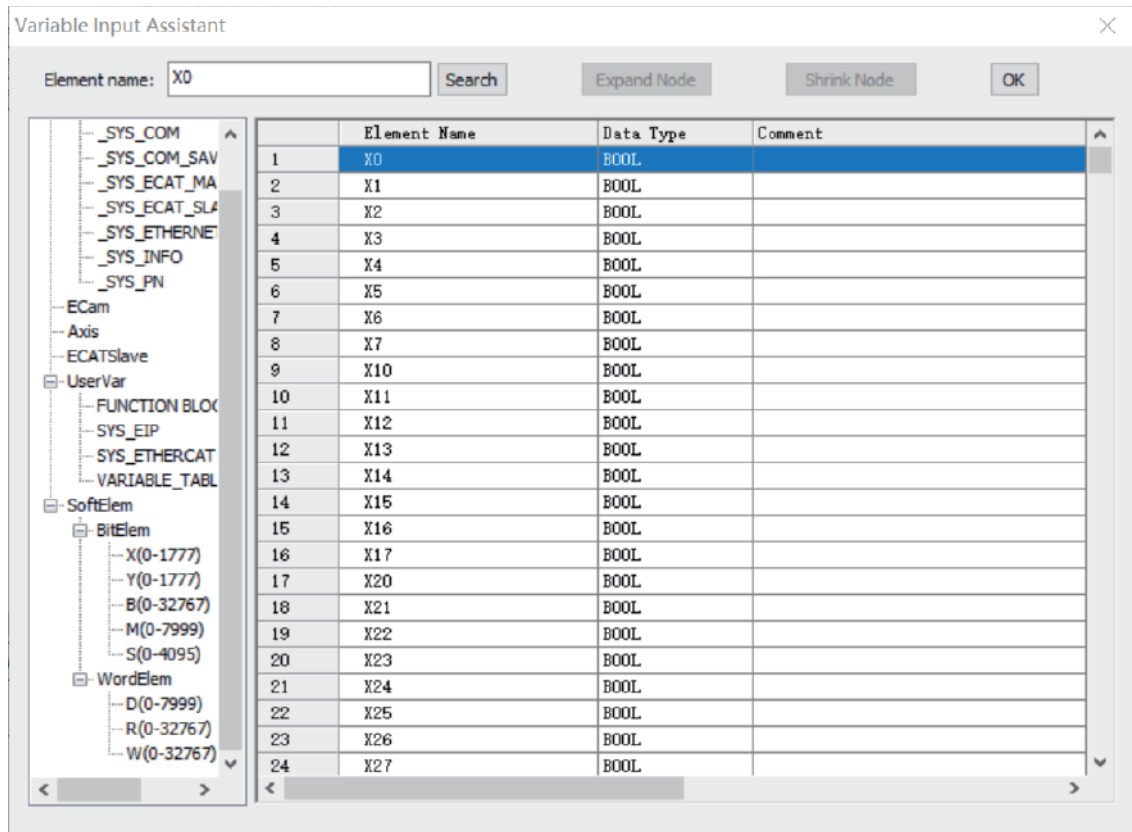 Variable Input Assistant
Element name: X0 Search Expand Node Shrink Node OK
_SYS_COM
_SYS_COM_SAV
_SYS_ECAT_MA
_SYS_ECAT_SLA
_SYS_ETHERNET
_SYS_INFO
_SYS_PN
ECam
Axis
ECATSlave
UserVar
FUNCTION BLOC
SYS_EIP
SYS_ETHERCAT
VARIABLE_TABL
SoftElem
BitElem
X(0-1777)
Y(0-1777)
B(0-32767)
M(0-7999)
S(0-4095)
WordElem
D(0-7999)
R(0-32767)
W(0-32767)
Element Name Data Type Comment
1 X0 BOOL
2 X1 BOOL
3 X2 BOOL
4 X3 BOOL
5 X4 BOOL
6 X5 BOOL
7 X6 BOOL
8 X7 BOOL
9 X10 BOOL
10 X11 BOOL
11 X12 BOOL
12 X13 BOOL
13 X14 BOOL
14 X15 BOOL
15 X16 BOOL
16 X17 BOOL
17 X20 BOOL
18 X21 BOOL
19 X22 BOOL
20 X23 BOOL
21 X24 BOOL
22 X25 BOOL
23 X26 BOOL
24 X27 BOOL